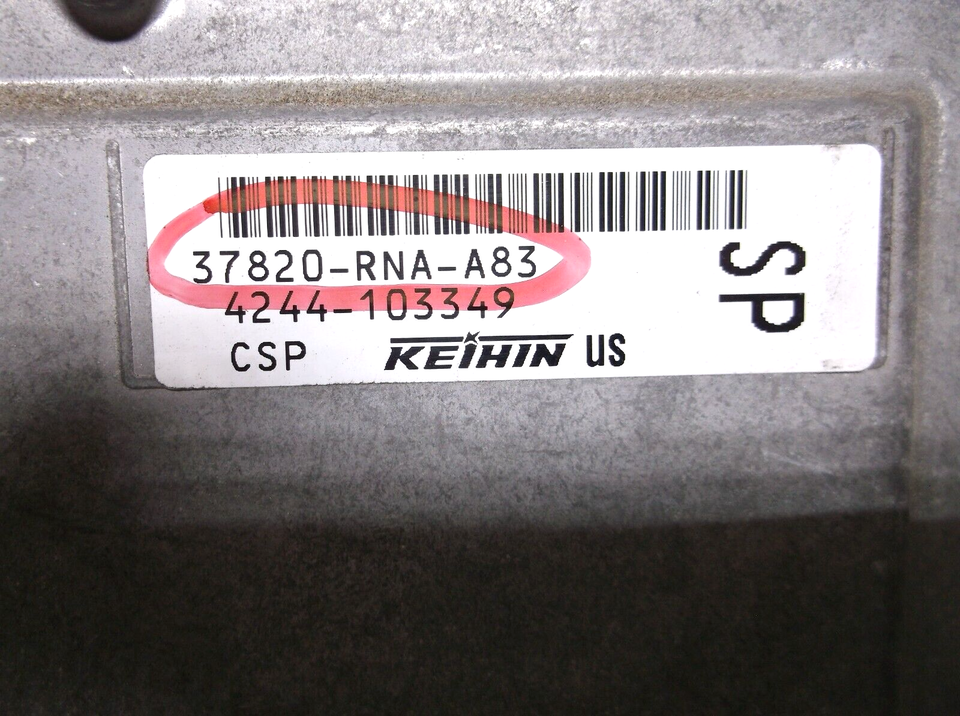 37820-RNA-A83
4244-103349
CSP KEIHIN US
SP